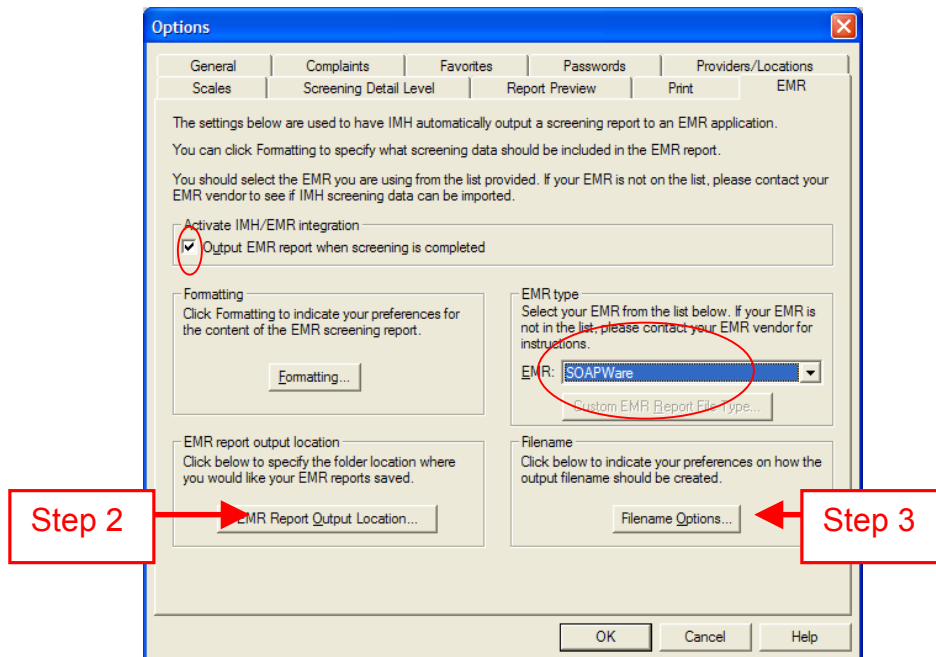 Options
General
Complaints
Favorites
Passwords
Providers/Locations
Scales
Screening Detail Level
Report Preview
Print
EMR
The settings below are used to have IMH automatically output a screening report to an EMR application.
You can click Formatting to specify what screening data should be included in the EMR report.
You should select the EMR you are using from the list provided. If your EMR is not on the list, please contact your
EMR vendor to see if IMH screening data can be imported.
Activate IMH/EMR integration
Output EMR report when screening is completed
Formatting
Click Formatting to indicate your preferences for
the content of the EMR screening report.
Formatting...
EMR type
Select your EMR from the list below. If your EMR is
not in the list, please contact your EMR vendor for
instructions.
EMR: SOAPWare
Custom EMR Report File Type...
EMR report output location
Click below to specify the folder location where
you would like your EMR reports saved.
EMR Report Output Location...
Filename
Click below to indicate your preferences on how the
output filename should be created.
Filename Options...
Step 2
Step 3
OK
Cancel
Help